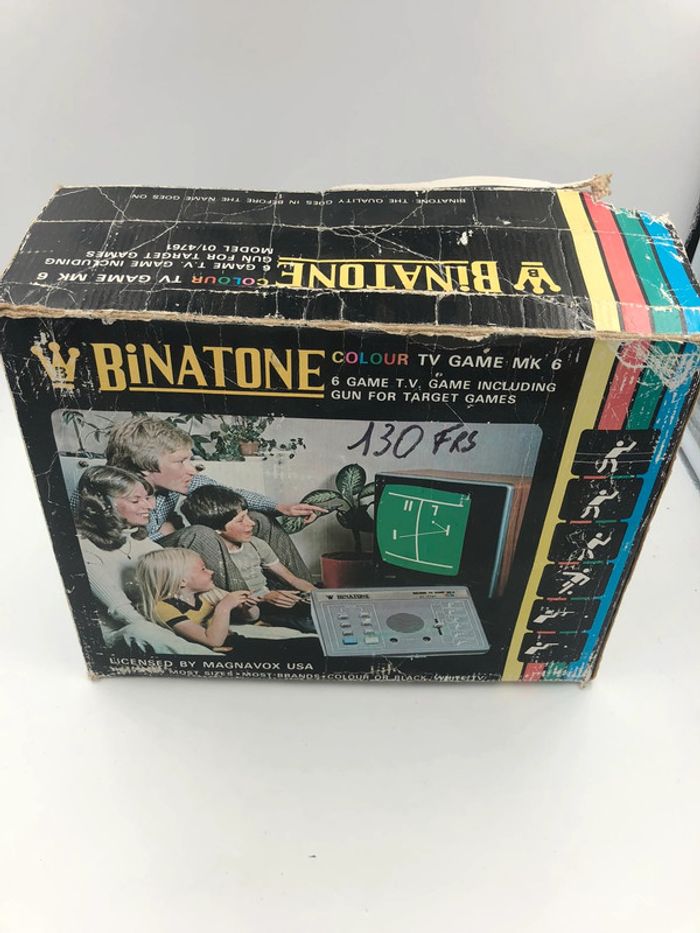 BINATONE THE QUALITY GOES IN BEFORE THE NAME GOES ON
BiNATONE
COLOUR TV GAME MK 6
6 GAME T.V. GAME INCLUDING
GUN FOR TARGET GAMES
MODEL 01/4761
BiNATONE
COLOUR TV GAME MK 6
6 GAME T.V. GAME INCLUDING
GUN FOR TARGET GAMES
130 FRS
BINATONE
LICENSED BY MAGNAVOX USA
MOST SIZES • MOST BRANDS • COLOUR OR BLACK WHITE TV